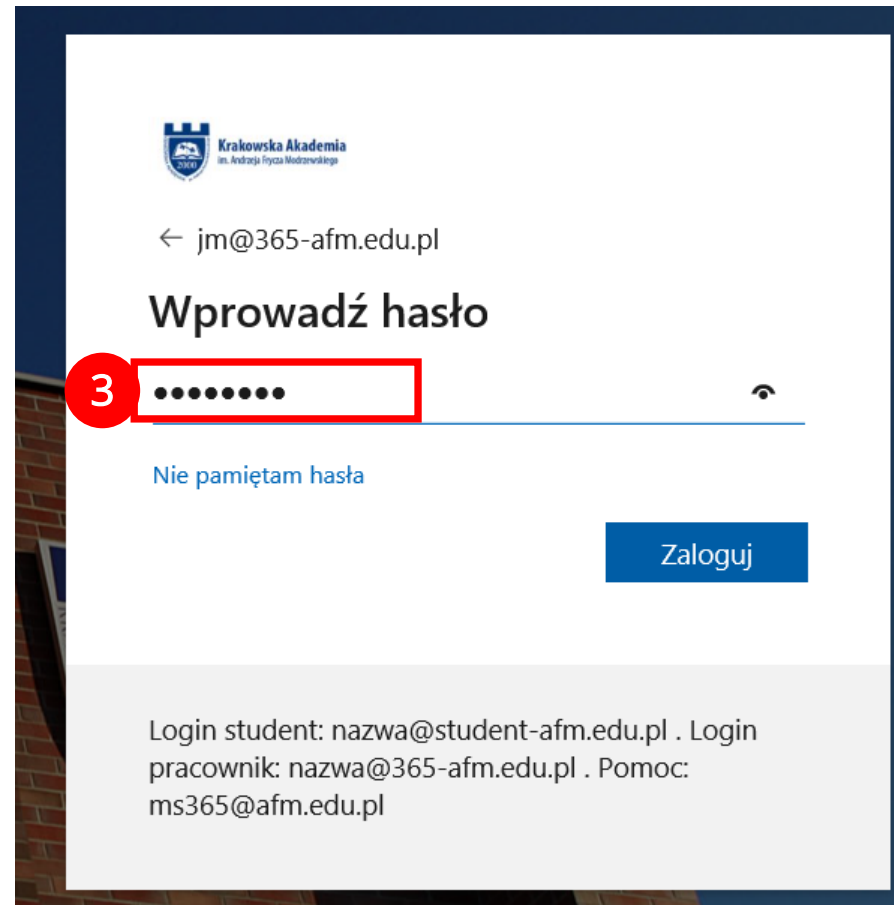 2000
Krakowska Akademia
im. Andrzeja Frycza Modrzewskiego
← jm@365-afm.edu.pl
Wprowadź hasło
3
••••••••
Nie pamiętam hasła
Zaloguj
Login student: nazwa@student-afm.edu.pl . Login
pracownik: nazwa@365-afm.edu.pl . Pomoc:
ms365@afm.edu.pl